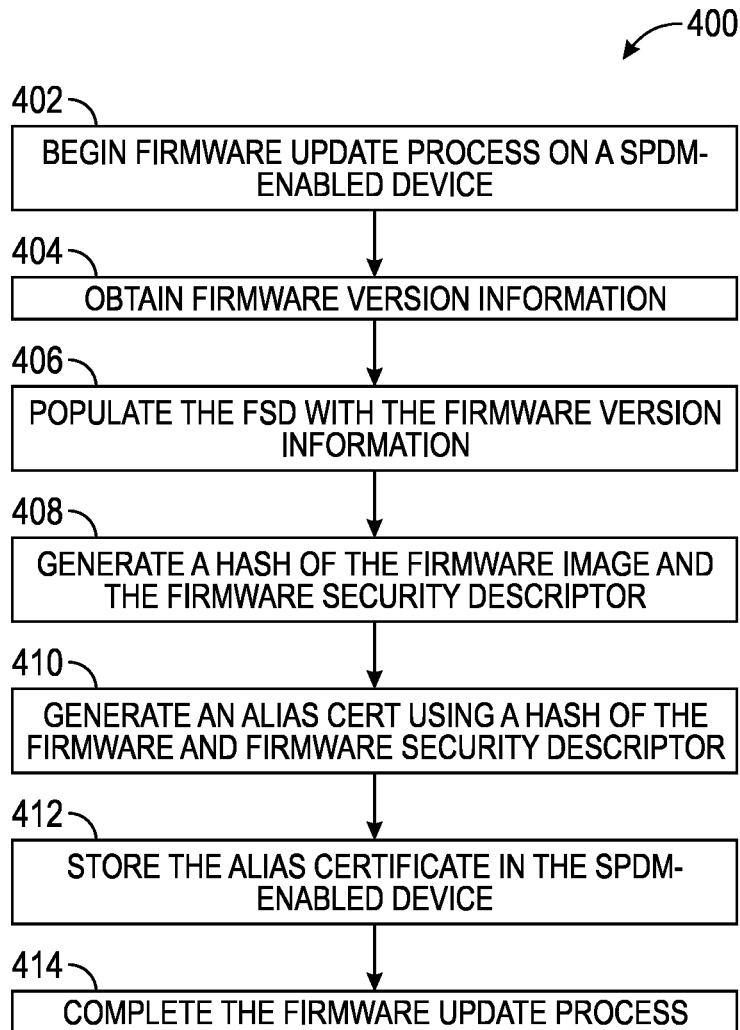 400
402
BEGIN FIRMWARE UPDATE PROCESS ON A SPDM-
ENABLED DEVICE
404
OBTAIN FIRMWARE VERSION INFORMATION
406
POPULATE THE FSD WITH THE FIRMWARE VERSION
INFORMATION
408
GENERATE A HASH OF THE FIRMWARE IMAGE AND
THE FIRMWARE SECURITY DESCRIPTOR
410
GENERATE AN ALIAS CERT USING A HASH OF THE
FIRMWARE AND FIRMWARE SECURITY DESCRIPTOR
412
STORE THE ALIAS CERTIFICATE IN THE SPDM-
ENABLED DEVICE
414
COMPLETE THE FIRMWARE UPDATE PROCESS